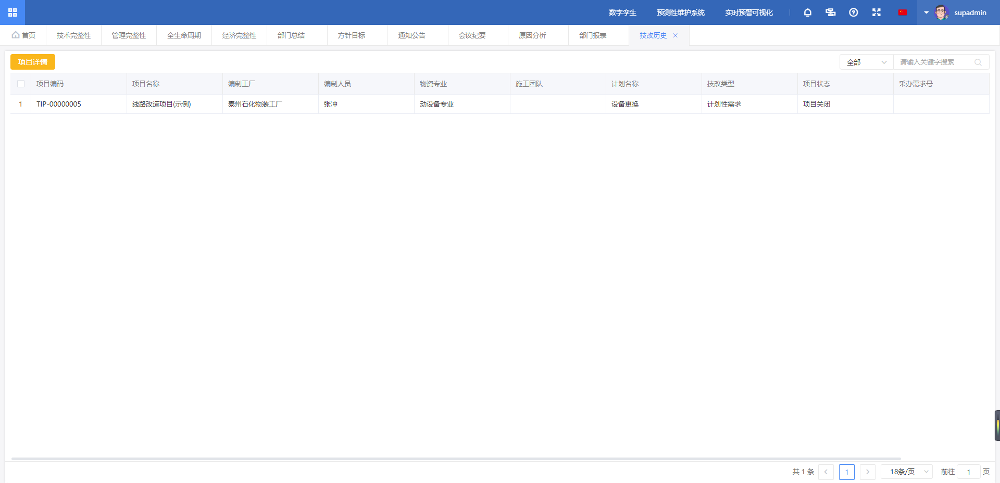 数字孪生 预测性维护系统 实时预警可视化 supadmin
首页 技术完整性 管理完整性 全生命周期 经济完整性 部门总结 方针目标 通知公告 会议纪要 原因分析 部门报表 技改历史
项目详情 全部 请输入关键字搜索
项目编码 项目名称 编制工厂 编制人员 物资专业 施工团队 计划名称 技改类型 项目状态 采办需求号
1 TIP-00000005 线路改造项目(示例) 泰州石化物装工厂 张冲 动设备专业 设备更换 计划性需求 项目关闭
共 1 条 1 18条/页 前往 1 页